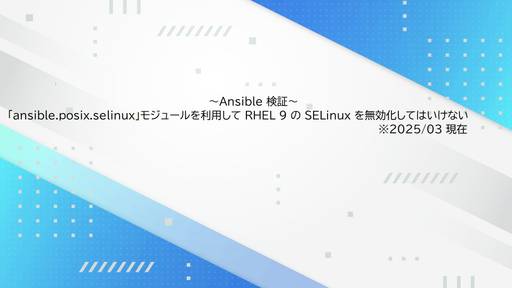 ～Ansible 検証～
「ansible.posix.selinux」モジュールを利用して RHEL 9 の SELinux を無効化してはいけない
※2025/03 現在